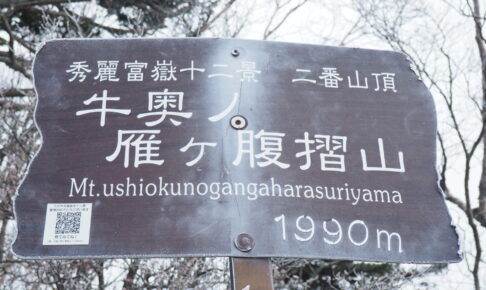 秀麗富嶽十二景　二番山頂
牛奥ノ
雁ヶ腹摺山
Mt.ushiokunogangaharasuriyama
1990m